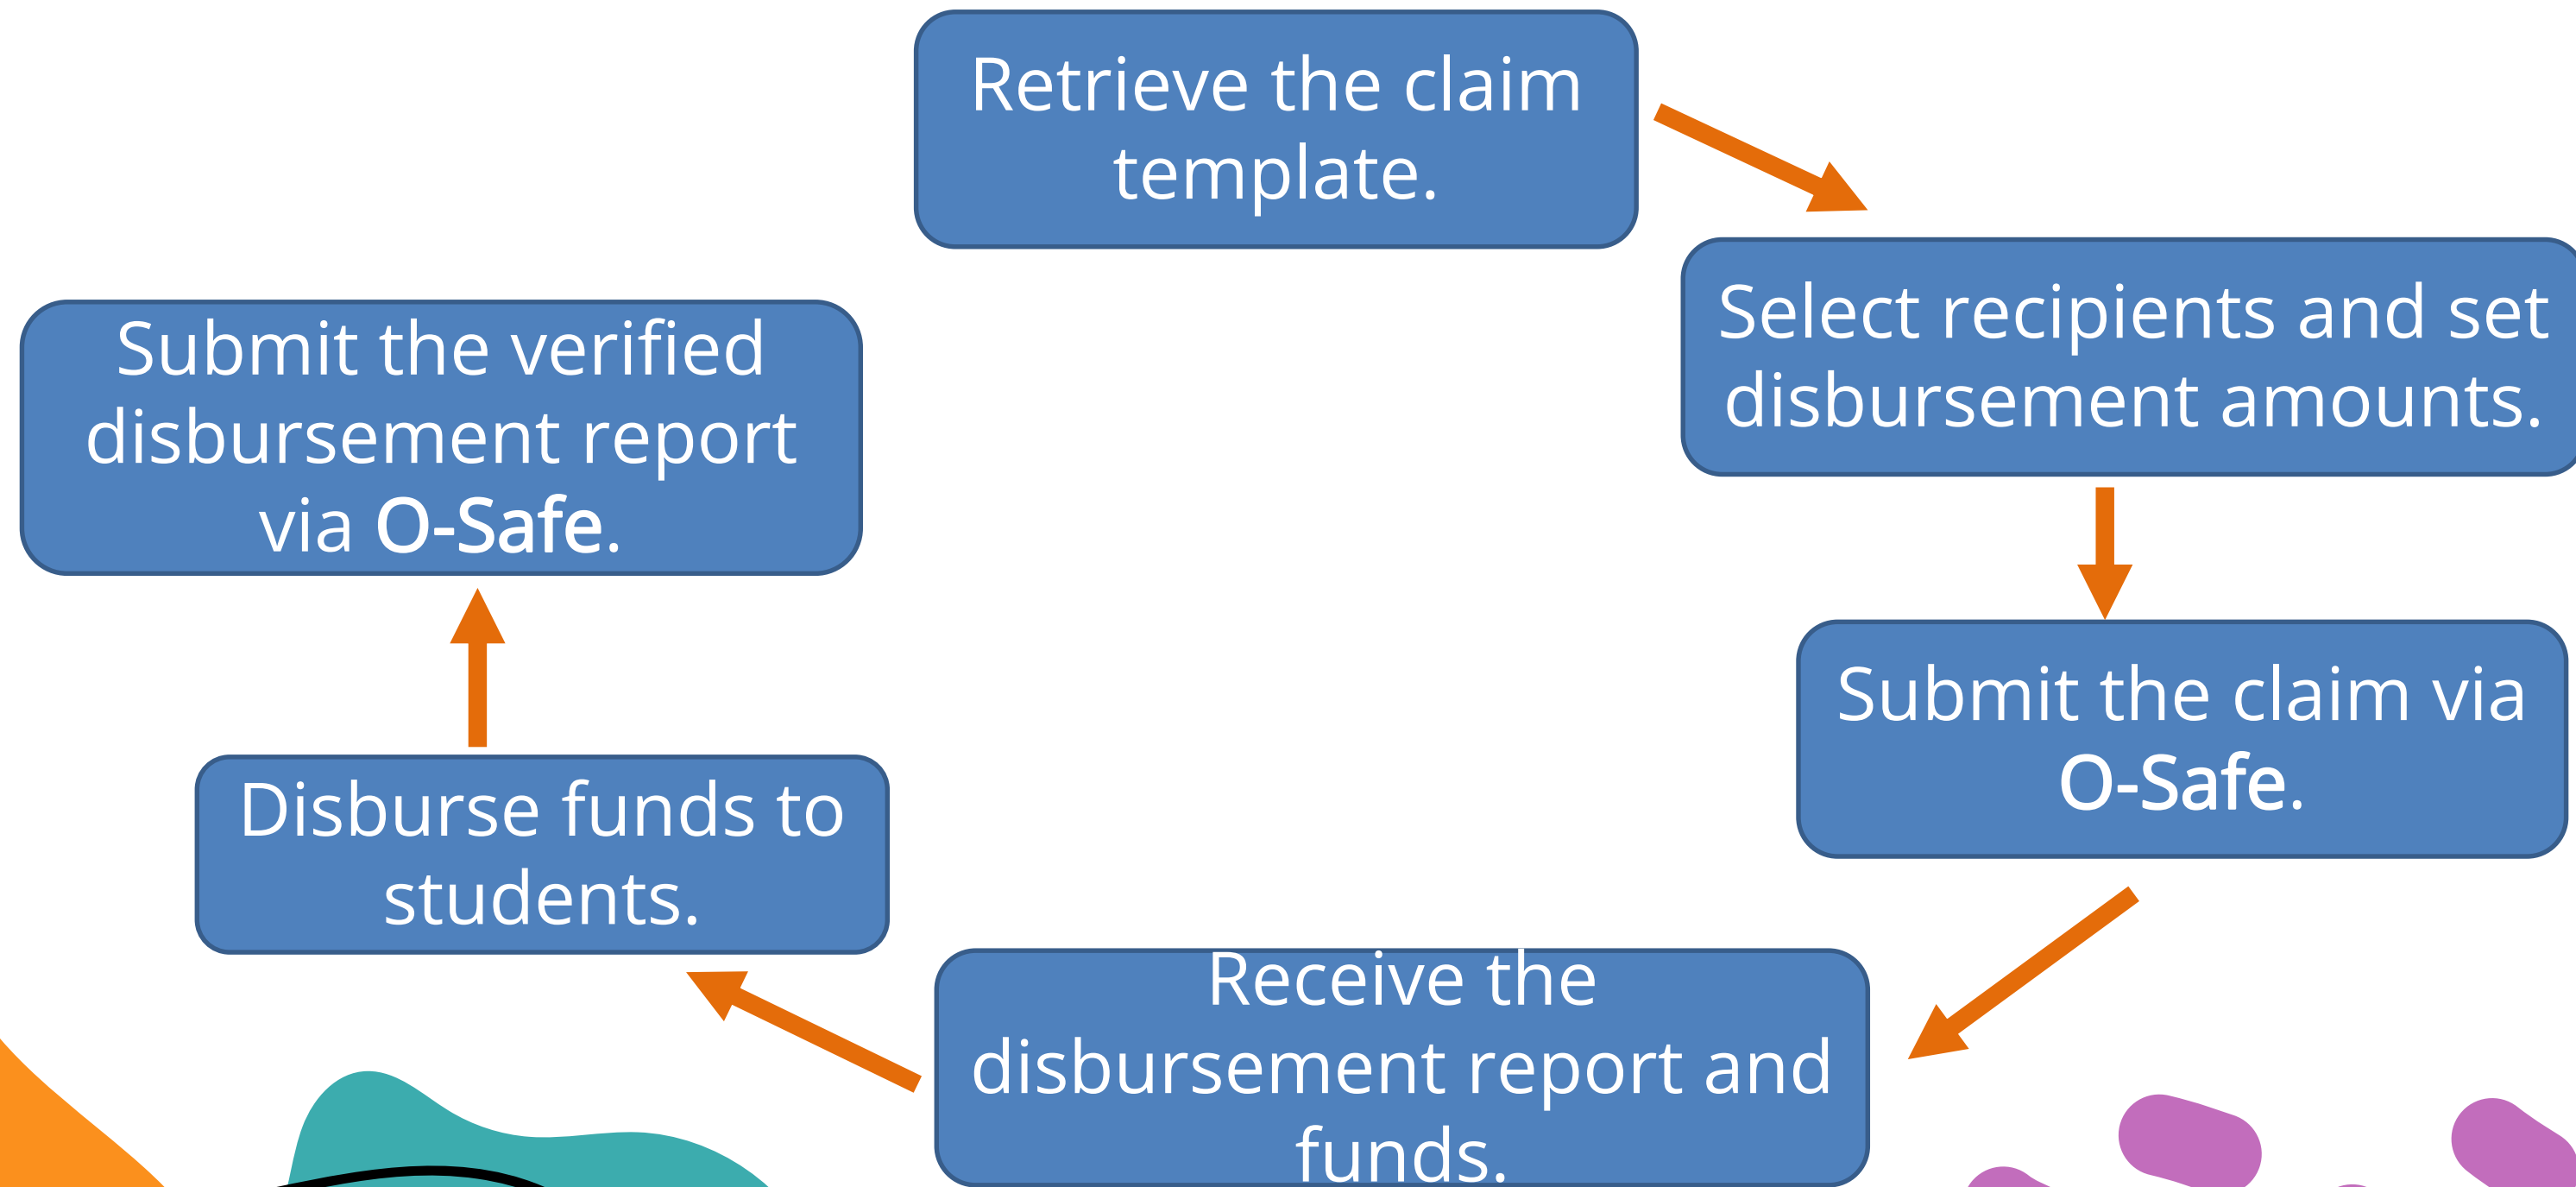 Retrieve the claim
template.
Select recipients and set
disbursement amounts.
Submit the claim via
O-Safe.
Receive the
disbursement report and
funds.
Disburse funds to
students.
Submit the verified
disbursement report
via O-Safe.